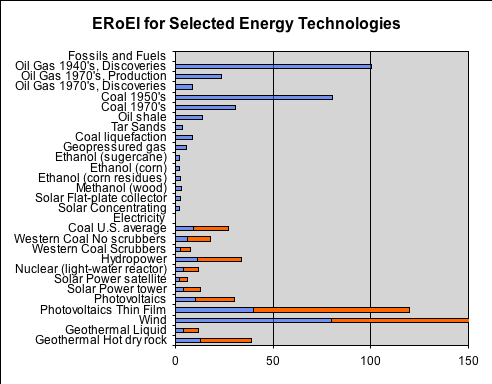 ERoEI for Selected Energy Technologies
Fossils and Fuels
Oil Gas 1940's, Discoveries
Oil Gas 1970's, Production
Oil Gas 1970's, Discoveries
Coal 1950's
Coal 1970's
Oil shale
Tar Sands
Coal liquefaction
Geopressured gas
Ethanol (sugercane)
Ethanol (corn)
Ethanol (corn residues)
Methanol (wood)
Solar Flat-plate collector
Solar Concentrating
Electricity
Coal U.S. average
Western Coal No scrubbers
Western Coal Scrubbers
Hydropower
Nuclear (light-water reactor)
Solar Power satellite
Solar Power tower
Photovoltaics
Photovoltaics Thin Film
Wind
Geothermal Liquid
Geothermal Hot dry rock
0 50 100 150